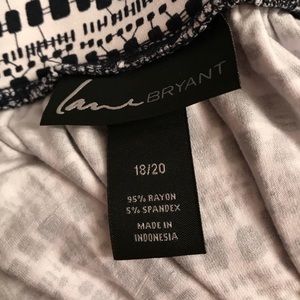 Lane BRYANT
18/20
95% RAYON
5% SPANDEX
MADE IN
INDONESIA